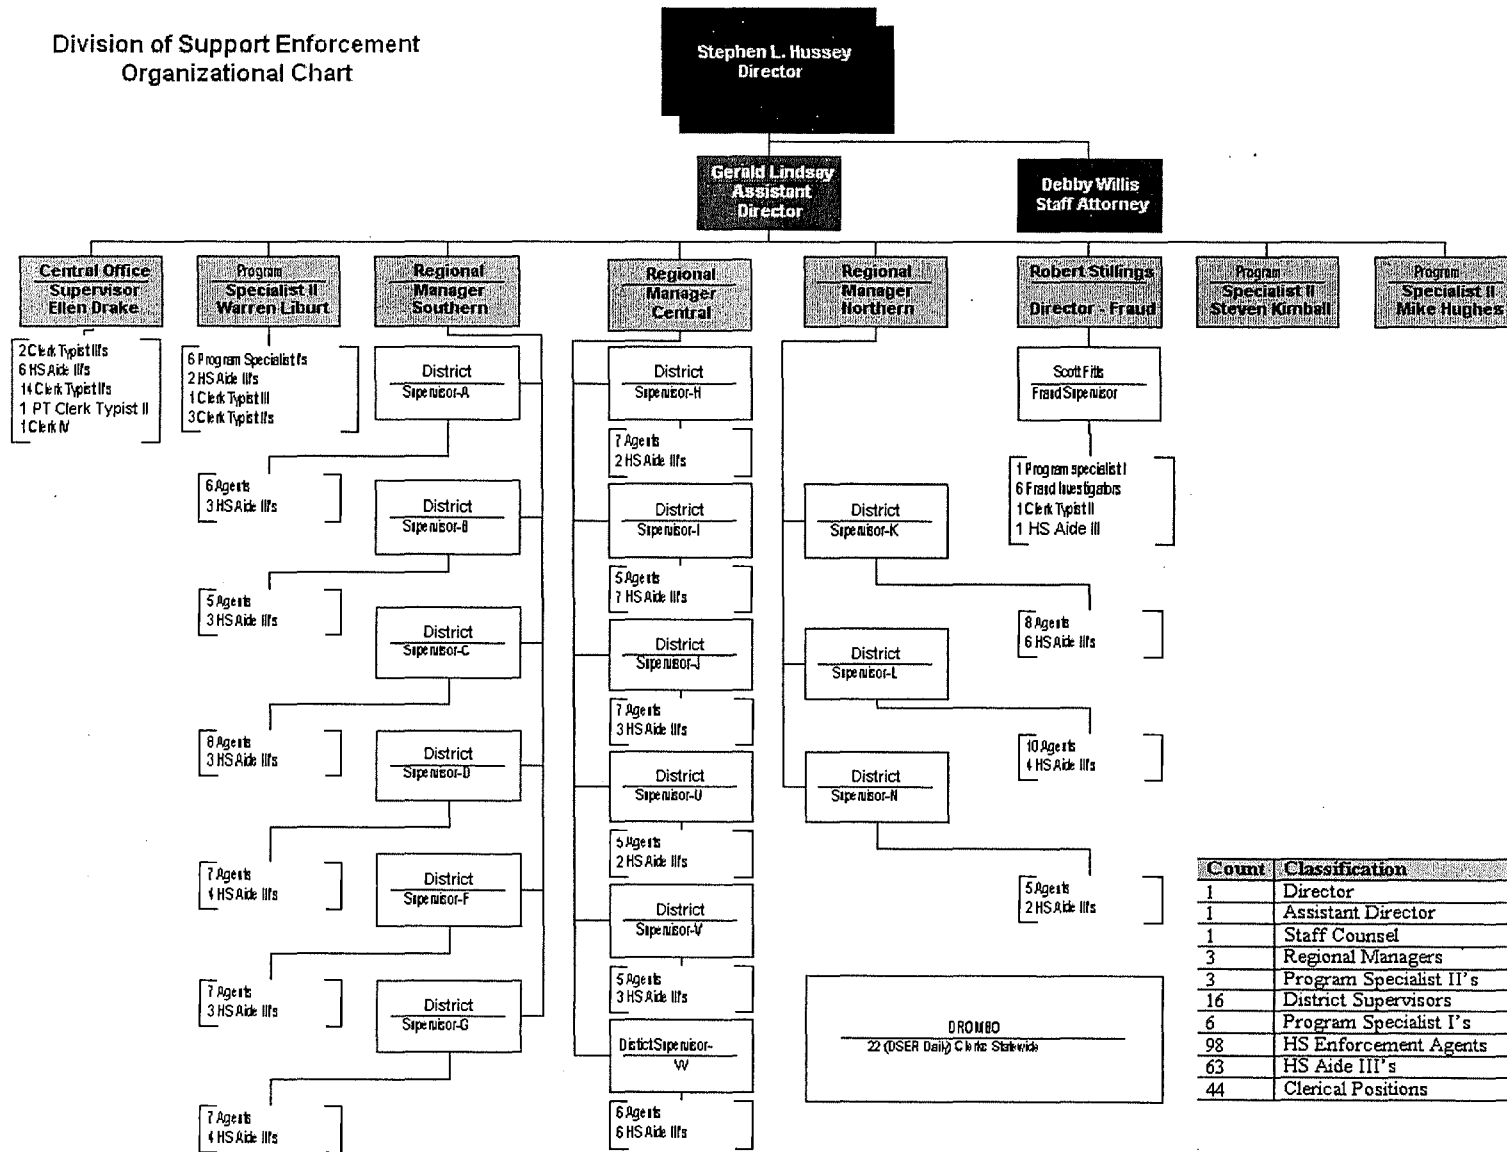 Division of Support Enforcement
Organizational Chart
Stephen L. Hussey
Director
Gerald Lindsay
Assistant
Director
Debby Willis
Staff Attorney
Central Office
Supervisor
Ellen Drake
2 Clerk Typist III's
6 HS Aide III's
14 Clerk Typist II's
1 PT Clerk Typist II
1 Clerk IV
Program
Specialist II
Warren Liburt
6 Program Specialist I's
2 HS Aide III's
1 Clerk Typist III
3 Clerk Typist II's
Regional
Manager
Southern
District
Supervisor-A
6 Agents
3 HS Aide III's
District
Supervisor-B
5 Agents
3 HS Aide III's
District
Supervisor-C
8 Agents
3 HS Aide III's
District
Supervisor-D
7 Agents
4 HS Aide III's
District
Supervisor-F
7 Agents
3 HS Aide III's
District
Supervisor-G
7 Agents
4 HS Aide III's
Regional
Manager
Central
District
Supervisor-H
7 Agents
2 HS Aide III's
District
Supervisor-I
5 Agents
7 HS Aide III's
District
Supervisor-J
7 Agents
3 HS Aide III's
District
Supervisor-U
5 Agents
2 HS Aide III's
District
Supervisor-V
5 Agents
3 HS Aide III's
Distict Supervisor-
W
6 Agents
6 HS Aide III's
Regional
Manager
Northern
District
Supervisor-K
8 Agents
6 HS Aide III's
District
Supervisor-L
10 Agents
4 HS Aide III's
District
Supervisor-N
5 Agents
2 HS Aide III's
Robert Stillings
Director - Fraud
Scott Fitts
Fraud Supervisor
1 Program specialist I
6 Fraud Investigators
1 Clerk Typist II
1 HS Aide III
Program
Specialist II
Steven Kimball
Program
Specialist II
Mike Hughes
DROMBO
22 (DSER Daily) Clerks Statewide
Count Classification
1 Director
1 Assistant Director
1 Staff Counsel
3 Regional Managers
3 Program Specialist II's
16 District Supervisors
6 Program Specialist I's
98 HS Enforcement Agents
63 HS Aide III's
44 Clerical Positions